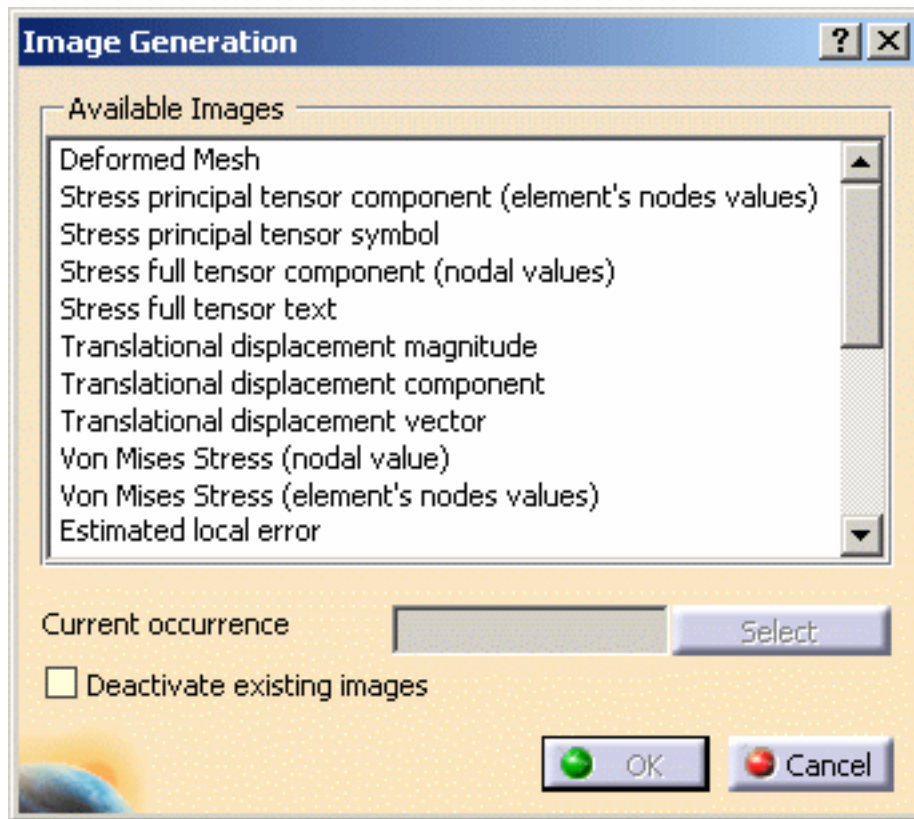 Image Generation
Available Images
Deformed Mesh
Stress principal tensor component (element's nodes values)
Stress principal tensor symbol
Stress full tensor component (nodal values)
Stress full tensor text
Translational displacement magnitude
Translational displacement component
Translational displacement vector
Von Mises Stress (nodal value)
Von Mises Stress (element's nodes values)
Estimated local error
Current occurrence Select
Deactivate existing images
OK Cancel